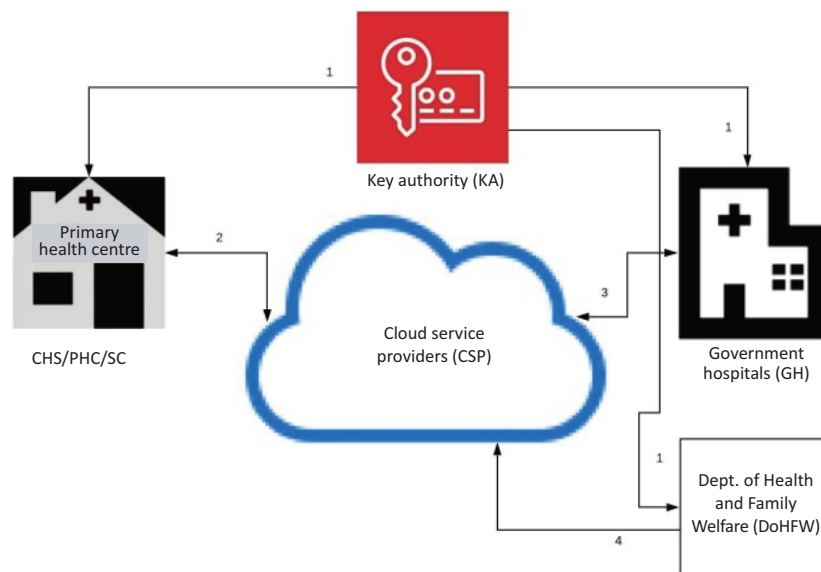 1
1
Key authority (KA)
Primary
health centre
2
3
Cloud service
providers (CSP)
CHS/PHC/SC
Government
hospitals (GH)
1
Dept. of Health
and Family
Welfare (DoHFW)
4